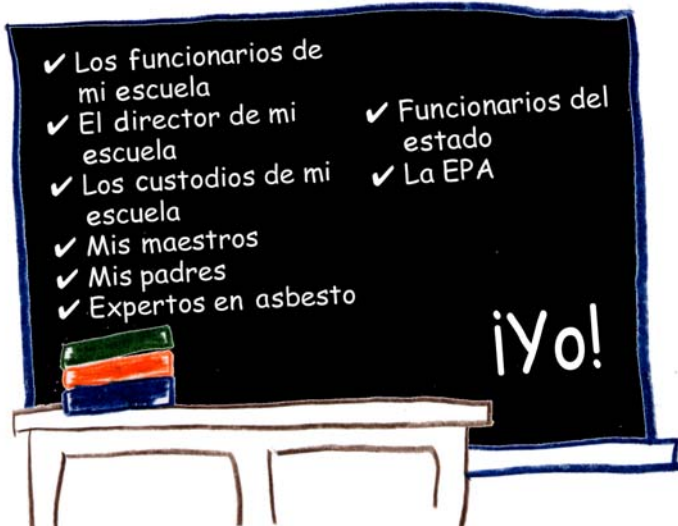 ✔ Los funcionarios de
mi escuela
✔ El director de mi
escuela
✔ Los custodios de mi
escuela
✔ Mis maestros
✔ Mis padres
✔ Expertos en asbesto
✔ Funcionarios del
estado
✔ La EPA
¡Yo!